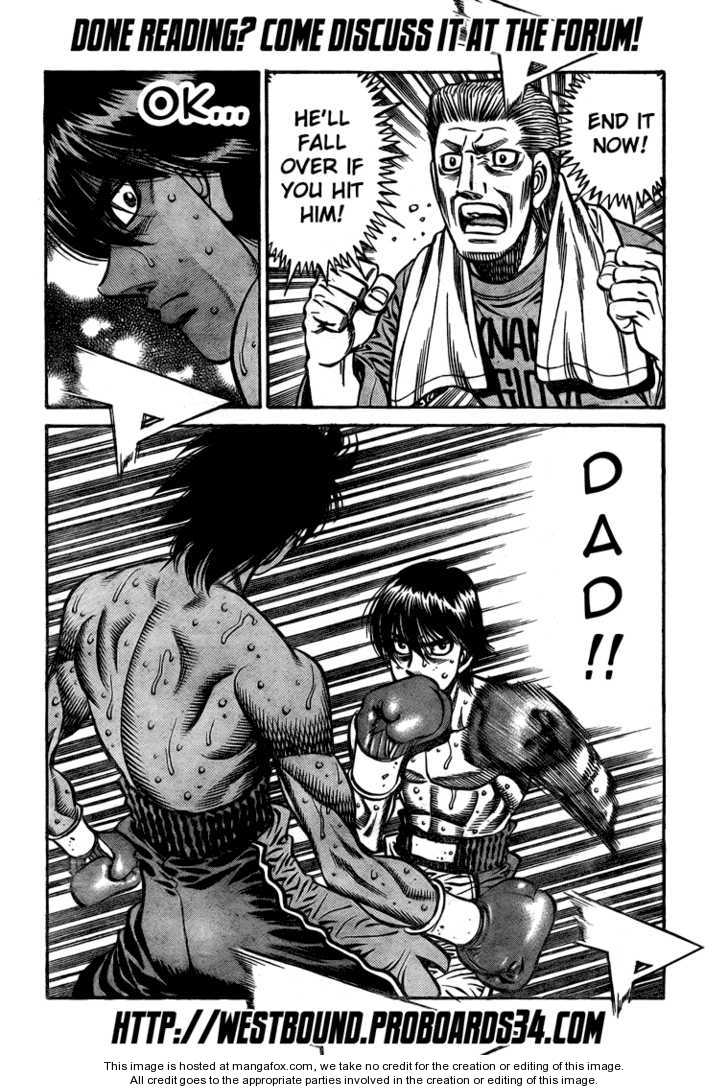 DONE READING? COME DISCUSS IT AT THE FORUM!
END IT
NOW!
HE'LL
FALL
OVER IF
YOU HIT
HIM!
OK...
DAD!!
HTTP://WESTBOUND.PROBOARDS34.COM
This image is hosted at mangafox.com, we take no credit for the creation or editing of this image.
All credit goes to the appropriate parties involved in the creation or editing of this image.